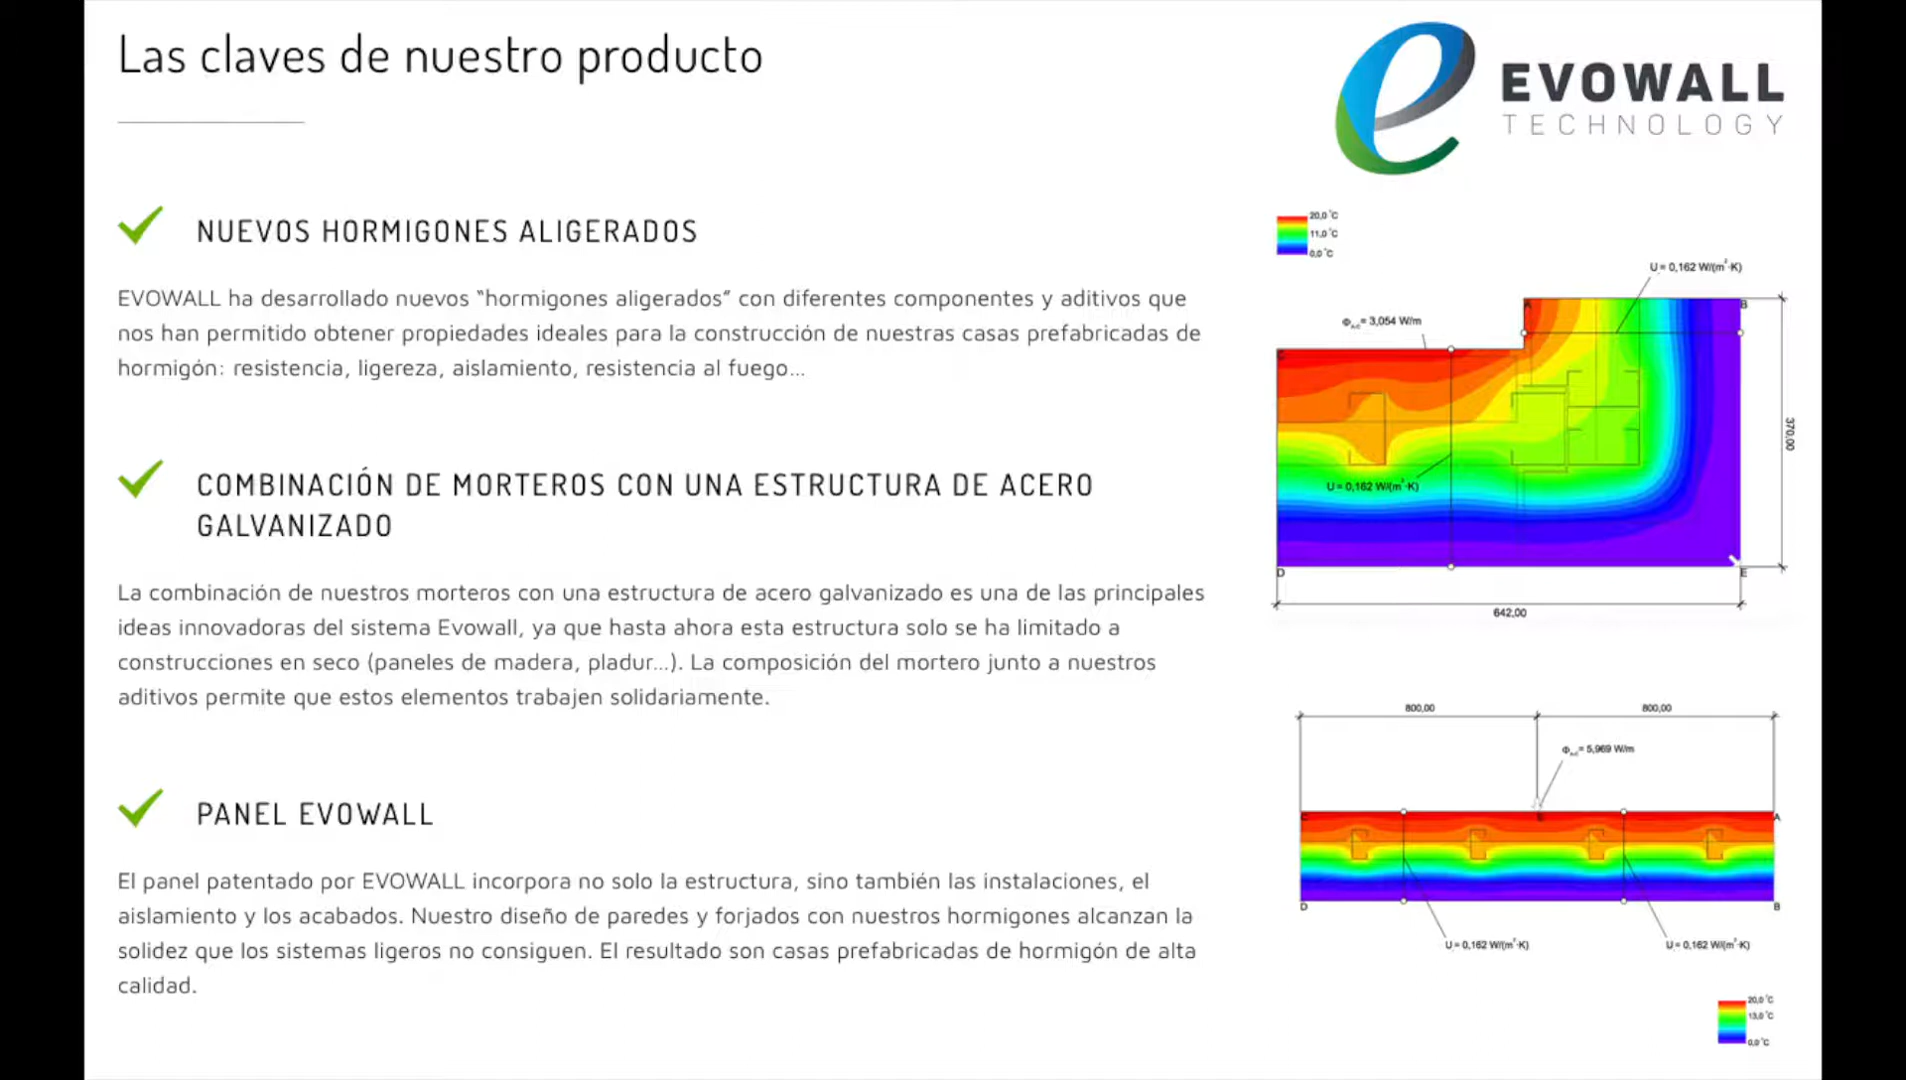 Las claves de nuestro producto
EVOWALL
TECHNOLOGY
NUEVOS HORMIGONES ALIGERADOS
EVOWALL ha desarrollado nuevos “hormigones aligerados” con diferentes componentes y aditivos que
nos han permitido obtener propiedades ideales para la construcción de nuestras casas prefabricadas de
hormigón: resistencia, ligereza, aislamiento, resistencia al fuego...
COMBINACIÓN DE MORTEROS CON UNA ESTRUCTURA DE ACERO
GALVANIZADO
La combinación de nuestros morteros con una estructura de acero galvanizado es una de las principales
ideas innovadoras del sistema Evowall, ya que hasta ahora esta estructura solo se ha limitado a
construcciones en seco (paneles de madera, pladur...). La composición del mortero junto a nuestros
aditivos permite que estos elementos trabajen solidariamente.
PANEL EVOWALL
El panel patentado por EVOWALL incorpora no solo la estructura, sino también las instalaciones, el
aislamiento y los acabados. Nuestro diseño de paredes y forjados con nuestros hormigones alcanzan la
solidez que los sistemas ligeros no consiguen. El resultado son casas prefabricadas de hormigón de alta
calidad.
20,0 °C
11,0 °C
0,0 °C
U = 0,162 W/(m²·K)
Φ = 3,054 W/m
A
B
C
U = 0,162 W/(m²·K)
370,00
D
E
642,00
800,00
800,00
Φ = 5,969 W/m
C
A
D
B
U = 0,162 W/(m²·K)
U = 0,162 W/(m²·K)
20,0 °C
13,0 °C
0,0 °C